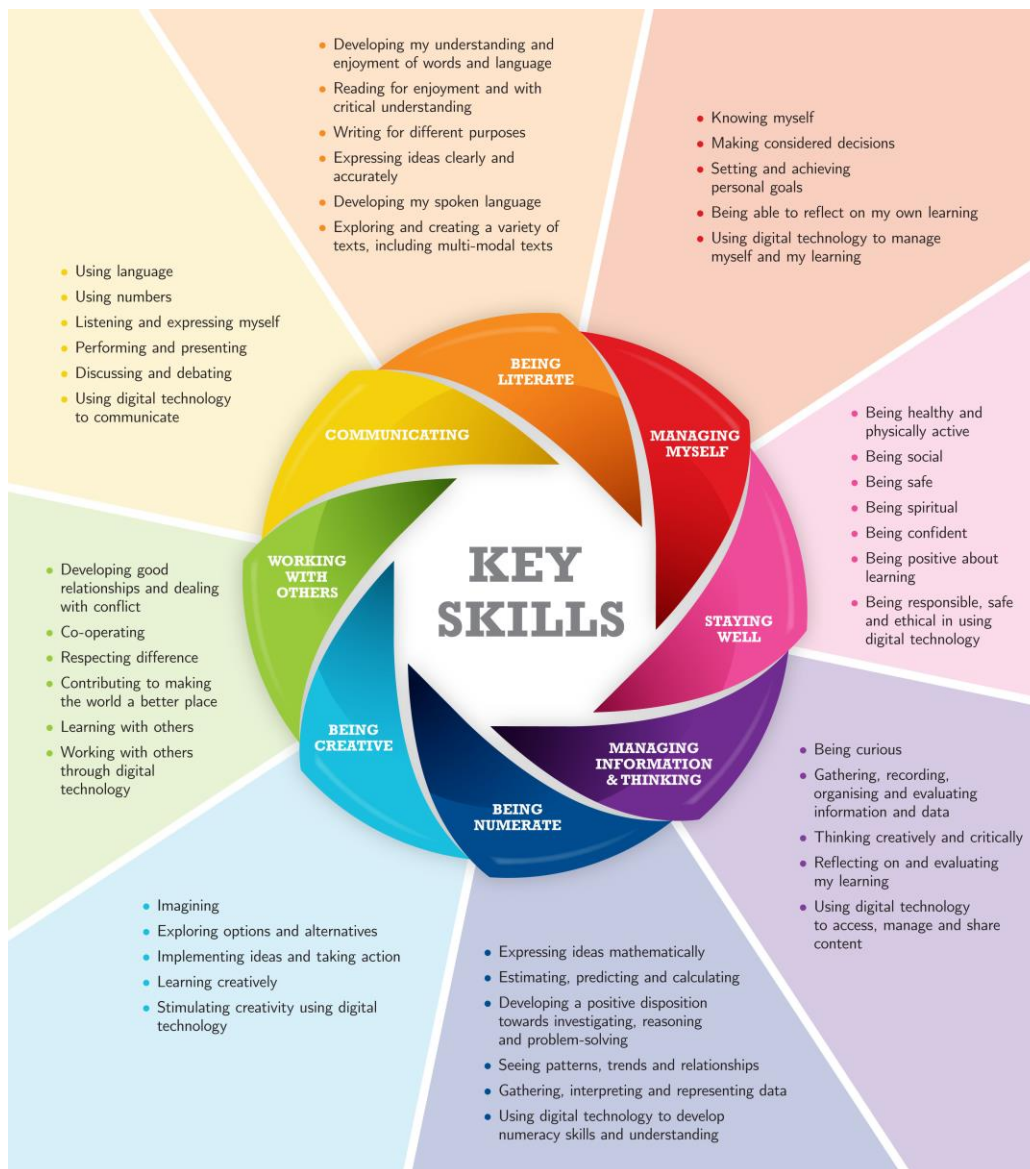 Developing my understanding and
enjoyment of words and language
Reading for enjoyment and with
critical understanding
Writing for different purposes
Expressing ideas clearly and
accurately
Developing my spoken language
Exploring and creating a variety of
texts, including multi-modal texts
Knowing myself
Making considered decisions
Setting and achieving
personal goals
Being able to reflect on my own learning
Using digital technology to manage
myself and my learning
Using language
Using numbers
Listening and expressing myself
Performing and presenting
Discussing and debating
Using digital technology
to communicate
Being healthy and
physically active
Being social
Being safe
Being spiritual
Being confident
Being positive about
learning
Being responsible, safe
and ethical in using
digital technology
BEING
LITERATE
COMMUNICATING
MANAGING
MYSELF
WORKING
WITH
OTHERS
KEY
SKILLS
STAYING
WELL
BEING
CREATIVE
MANAGING
INFORMATION
& THINKING
BEING
NUMERATE
Developing good
relationships and dealing
with conflict
Co-operating
Respecting difference
Contributing to making
the world a better place
Learning with others
Working with others
through digital
technology
Being curious
Gathering, recording,
organising and evaluating
information and data
Thinking creatively and critically
Reflecting on and evaluating
my learning
Using digital technology
to access, manage and share
content
Imagining
Exploring options and alternatives
Implementing ideas and taking action
Learning creatively
Stimulating creativity using digital
technology
Expressing ideas mathematically
Estimating, predicting and calculating
Developing a positive disposition
towards investigating, reasoning
and problem-solving
Seeing patterns, trends and relationships
Gathering, interpreting and representing data
Using digital technology to develop
numeracy skills and understanding